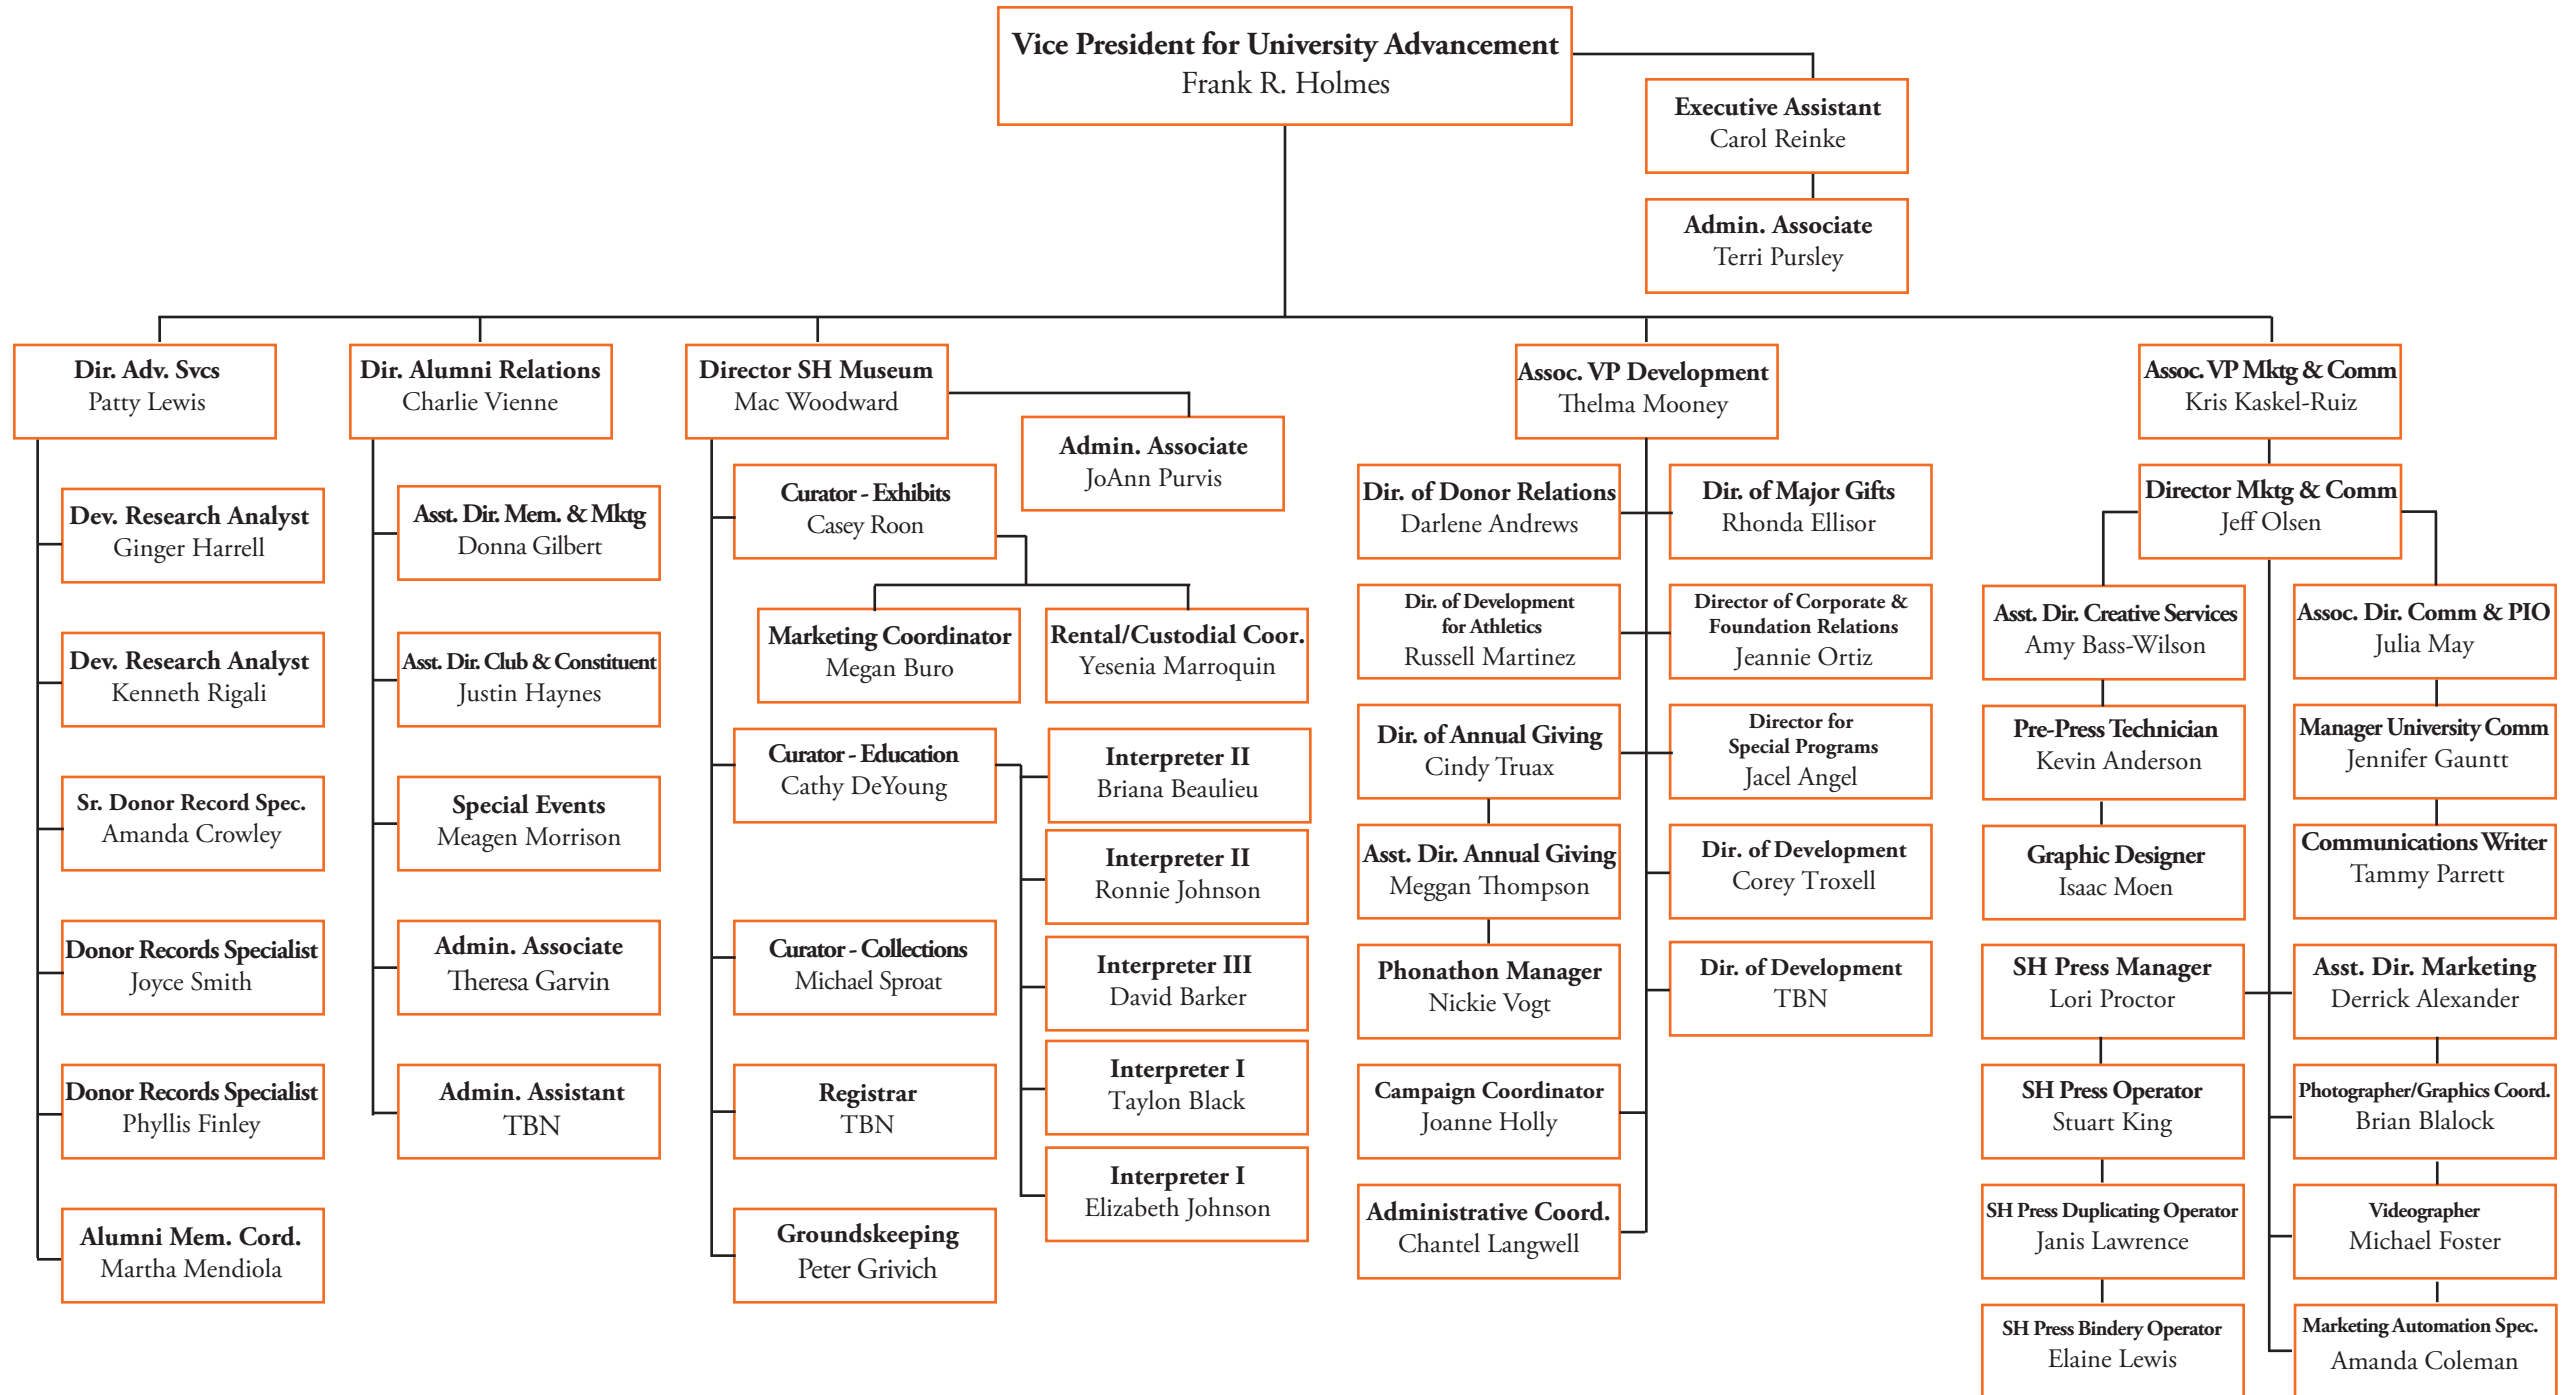 Vice President for University Advancement
Frank R. Holmes
Executive Assistant
Carol Reinke
Admin. Associate
Terri Pursley
Dir. Adv. Svcs
Patty Lewis
Dev. Research Analyst
Ginger Harrell
Dev. Research Analyst
Kenneth Rigali
Sr. Donor Record Spec.
Amanda Crowley
Donor Records Specialist
Joyce Smith
Donor Records Specialist
Phyllis Finley
Alumni Mem. Cord.
Martha Mendiola
Dir. Alumni Relations
Charlie Vienne
Asst. Dir. Mem. & Mktg
Donna Gilbert
Asst. Dir. Club & Constituent
Justin Haynes
Special Events
Meagen Morrison
Admin. Associate
Theresa Garvin
Admin. Assistant
TBN
Director SH Museum
Mac Woodward
Admin. Associate
JoAnn Purvis
Curator - Exhibits
Casey Roon
Marketing Coordinator
Megan Buro
Rental/Custodial Coor.
Yesenia Marroquin
Curator - Education
Cathy DeYoung
Interpreter II
Briana Beaulieu
Interpreter II
Ronnie Johnson
Interpreter III
David Barker
Interpreter I
Taylon Black
Interpreter I
Elizabeth Johnson
Curator - Collections
Michael Sproat
Registrar
TBN
Groundskeeping
Peter Grivich
Assoc. VP Development
Thelma Mooney
Dir. of Donor Relations
Darlene Andrews
Dir. of Major Gifts
Rhonda Ellisor
Dir. of Development
for Athletics
Russell Martinez
Director of Corporate &
Foundation Relations
Jeannie Ortiz
Dir. of Annual Giving
Cindy Truax
Director for
Special Programs
Jacel Angel
Asst. Dir. Annual Giving
Meggan Thompson
Dir. of Development
Corey Troxell
Phonathon Manager
Nickie Vogt
Dir. of Development
TBN
Campaign Coordinator
Joanne Holly
Administrative Coord.
Chantel Langwell
Assoc. VP Mktg & Comm
Kris Kaskel-Ruiz
Director Mktg & Comm
Jeff Olsen
Asst. Dir. Creative Services
Amy Bass-Wilson
Pre-Press Technician
Kevin Anderson
Graphic Designer
Isaac Moen
Assoc. Dir. Comm & PIO
Julia May
Manager University Comm
Jennifer Gauntt
Communications Writer
Tammy Parrett
SH Press Manager
Lori Proctor
SH Press Operator
Stuart King
SH Press Duplicating Operator
Janis Lawrence
SH Press Bindery Operator
Elaine Lewis
Asst. Dir. Marketing
Derrick Alexander
Photographer/Graphics Coord.
Brian Blalock
Videographer
Michael Foster
Marketing Automation Spec.
Amanda Coleman